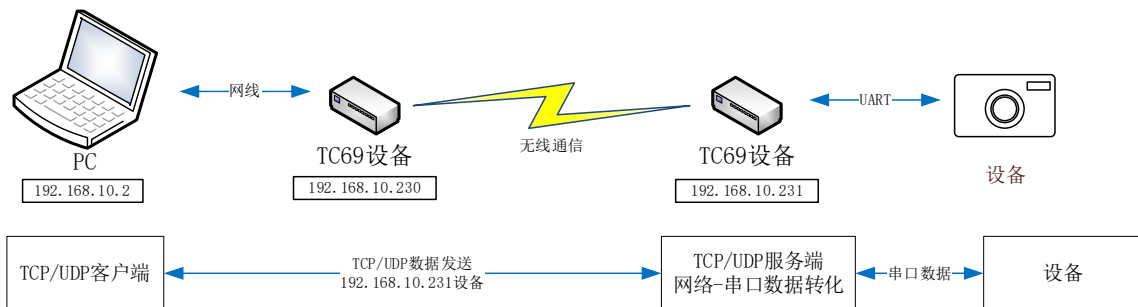 网线
UART
无线通信
PC
TC69设备
TC69设备
设备
192.168.10.2
192.168.10.230
192.168.10.231
TCP/UDP客户端
TCP/UDP数据发送
192.168.10.231设备
TCP/UDP服务端
网络-串口数据转化
串口数据
设备